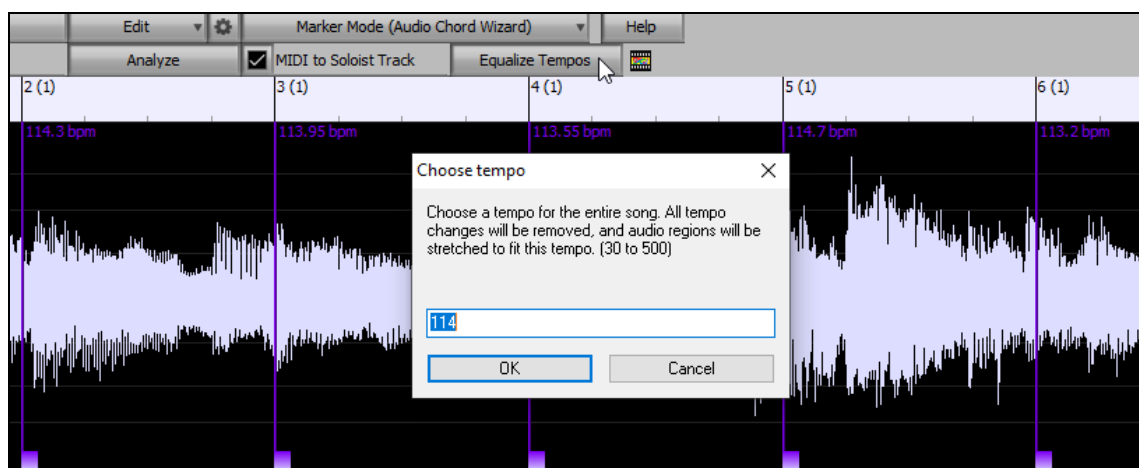 Edit Marker Mode (Audio Chord Wizard) Help
Analyze MIDI to Soloist Track Equalize Tempos
2 (1) 3 (1) 4 (1) 5 (1) 6 (1)
114.3 bpm 113.95 bpm 113.55 bpm 114.7 bpm 113.2 bpm
Choose tempo
Choose a tempo for the entire song. All tempo
changes will be removed, and audio regions will be
stretched to fit this tempo. (30 to 500)
114
OK Cancel